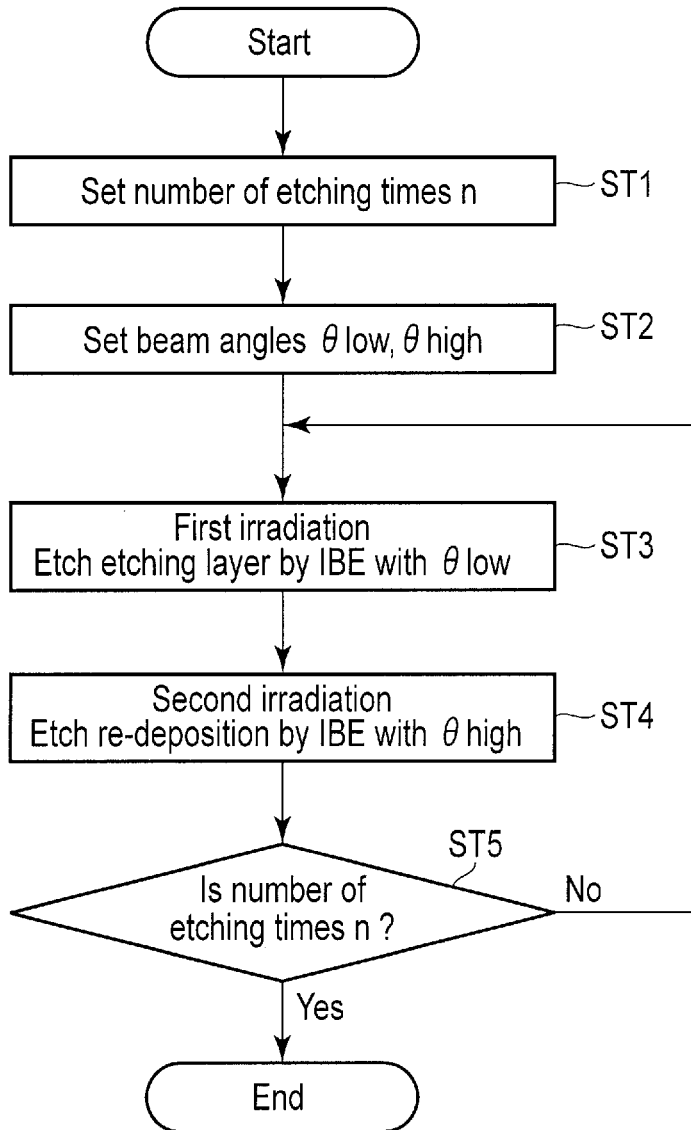 Start
Set number of etching times n
ST1
Set beam angles θ low, θ high
ST2
First irradiation
Etch etching layer by IBE with θ low
ST3
Second irradiation
Etch re-deposition by IBE with θ high
ST4
ST5
Is number of
etching times n ?
No
Yes
End